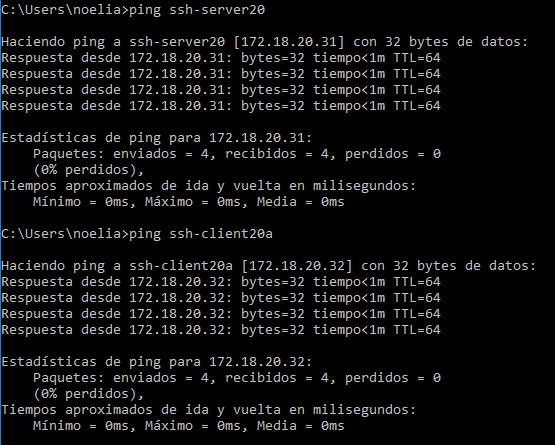 C:\Users\noelia>ping ssh-server20
Haciendo ping a ssh-server20 [172.18.20.31] con 32 bytes de datos:
Respuesta desde 172.18.20.31: bytes=32 tiempo<1m TTL=64
Respuesta desde 172.18.20.31: bytes=32 tiempo<1m TTL=64
Respuesta desde 172.18.20.31: bytes=32 tiempo<1m TTL=64
Respuesta desde 172.18.20.31: bytes=32 tiempo<1m TTL=64
Estadísticas de ping para 172.18.20.31:
Paquetes: enviados = 4, recibidos = 4, perdidos = 0
(0% perdidos),
Tiempos aproximados de ida y vuelta en milisegundos:
Mínimo = 0ms, Máximo = 0ms, Media = 0ms
C:\Users\noelia>ping ssh-client20a
Haciendo ping a ssh-client20a [172.18.20.32] con 32 bytes de datos:
Respuesta desde 172.18.20.32: bytes=32 tiempo<1m TTL=64
Respuesta desde 172.18.20.32: bytes=32 tiempo<1m TTL=64
Respuesta desde 172.18.20.32: bytes=32 tiempo<1m TTL=64
Respuesta desde 172.18.20.32: bytes=32 tiempo<1m TTL=64
Estadísticas de ping para 172.18.20.32:
Paquetes: enviados = 4, recibidos = 4, perdidos = 0
(0% perdidos),
Tiempos aproximados de ida y vuelta en milisegundos:
Mínimo = 0ms, Máximo = 0ms, Media = 0ms